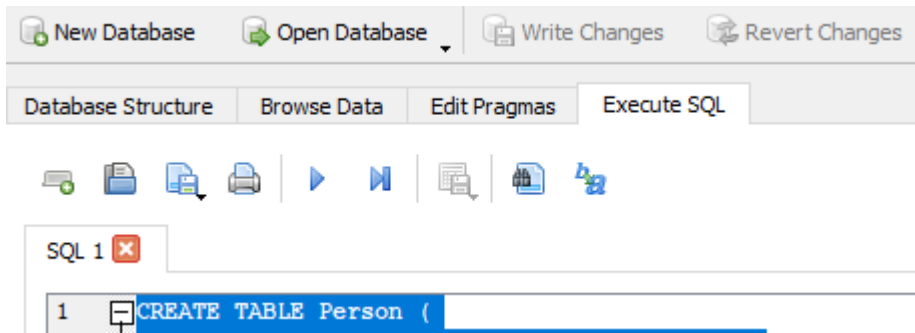 New Database Open Database Write Changes Revert Changes
Database Structure Browse Data Edit Pragmas Execute SQL
SQL 1
1 CREATE TABLE Person (